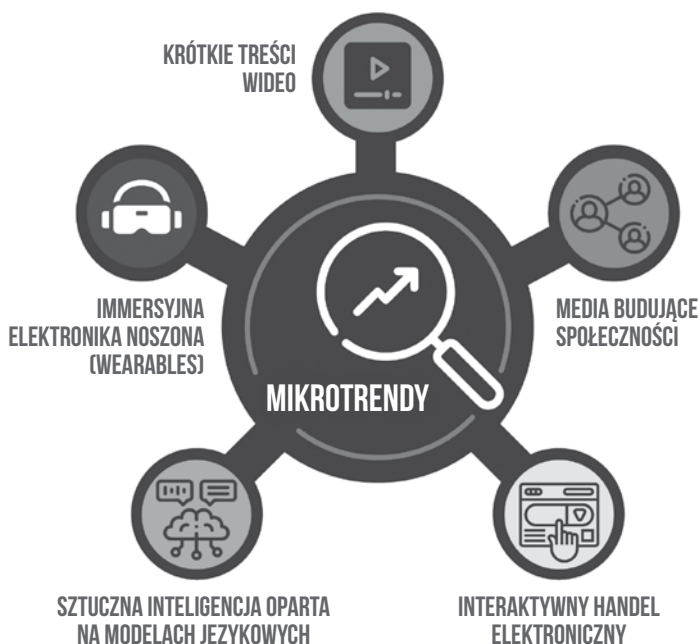 KRÓTKIE TREŚCI
WIDEO
IMMERSYJNA
ELEKTRONIKA NOSZONA
(WEARABLES)
MEDIA BUDUJĄCE
SPOŁECZNOŚCI
MIKROTRENDY
SZTUCZNA INTELIGENCJA OPARTA
NA MODELACH JĘZYKOWYCH
INTERAKTYWNY HANDEL
ELEKTRONICZNY